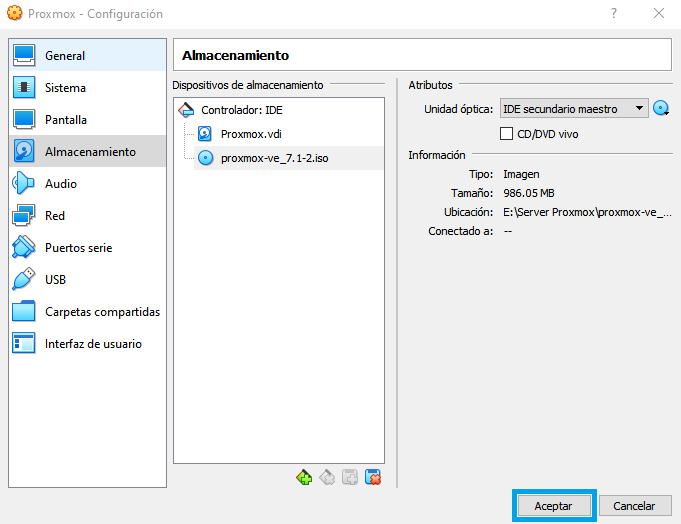 Proxmox - Configuración
?
General
Sistema
Pantalla
Almacenamiento
Audio
Red
Puertos serie
USB
Carpetas compartidas
Interfaz de usuario
Almacenamiento
Dispositivos de almacenamiento
Controlador: IDE
Proxmox.vdi
proxmox-ve_7.1-2.iso
Atributos
Unidad óptica: IDE secundario maestro
CD/DVD vivo
Información
Tipo: Imagen
Tamaño: 986.05 MB
Ubicación: E:\Server Proxmox\proxmox-ve_...
Conectado a: --
Aceptar Cancelar